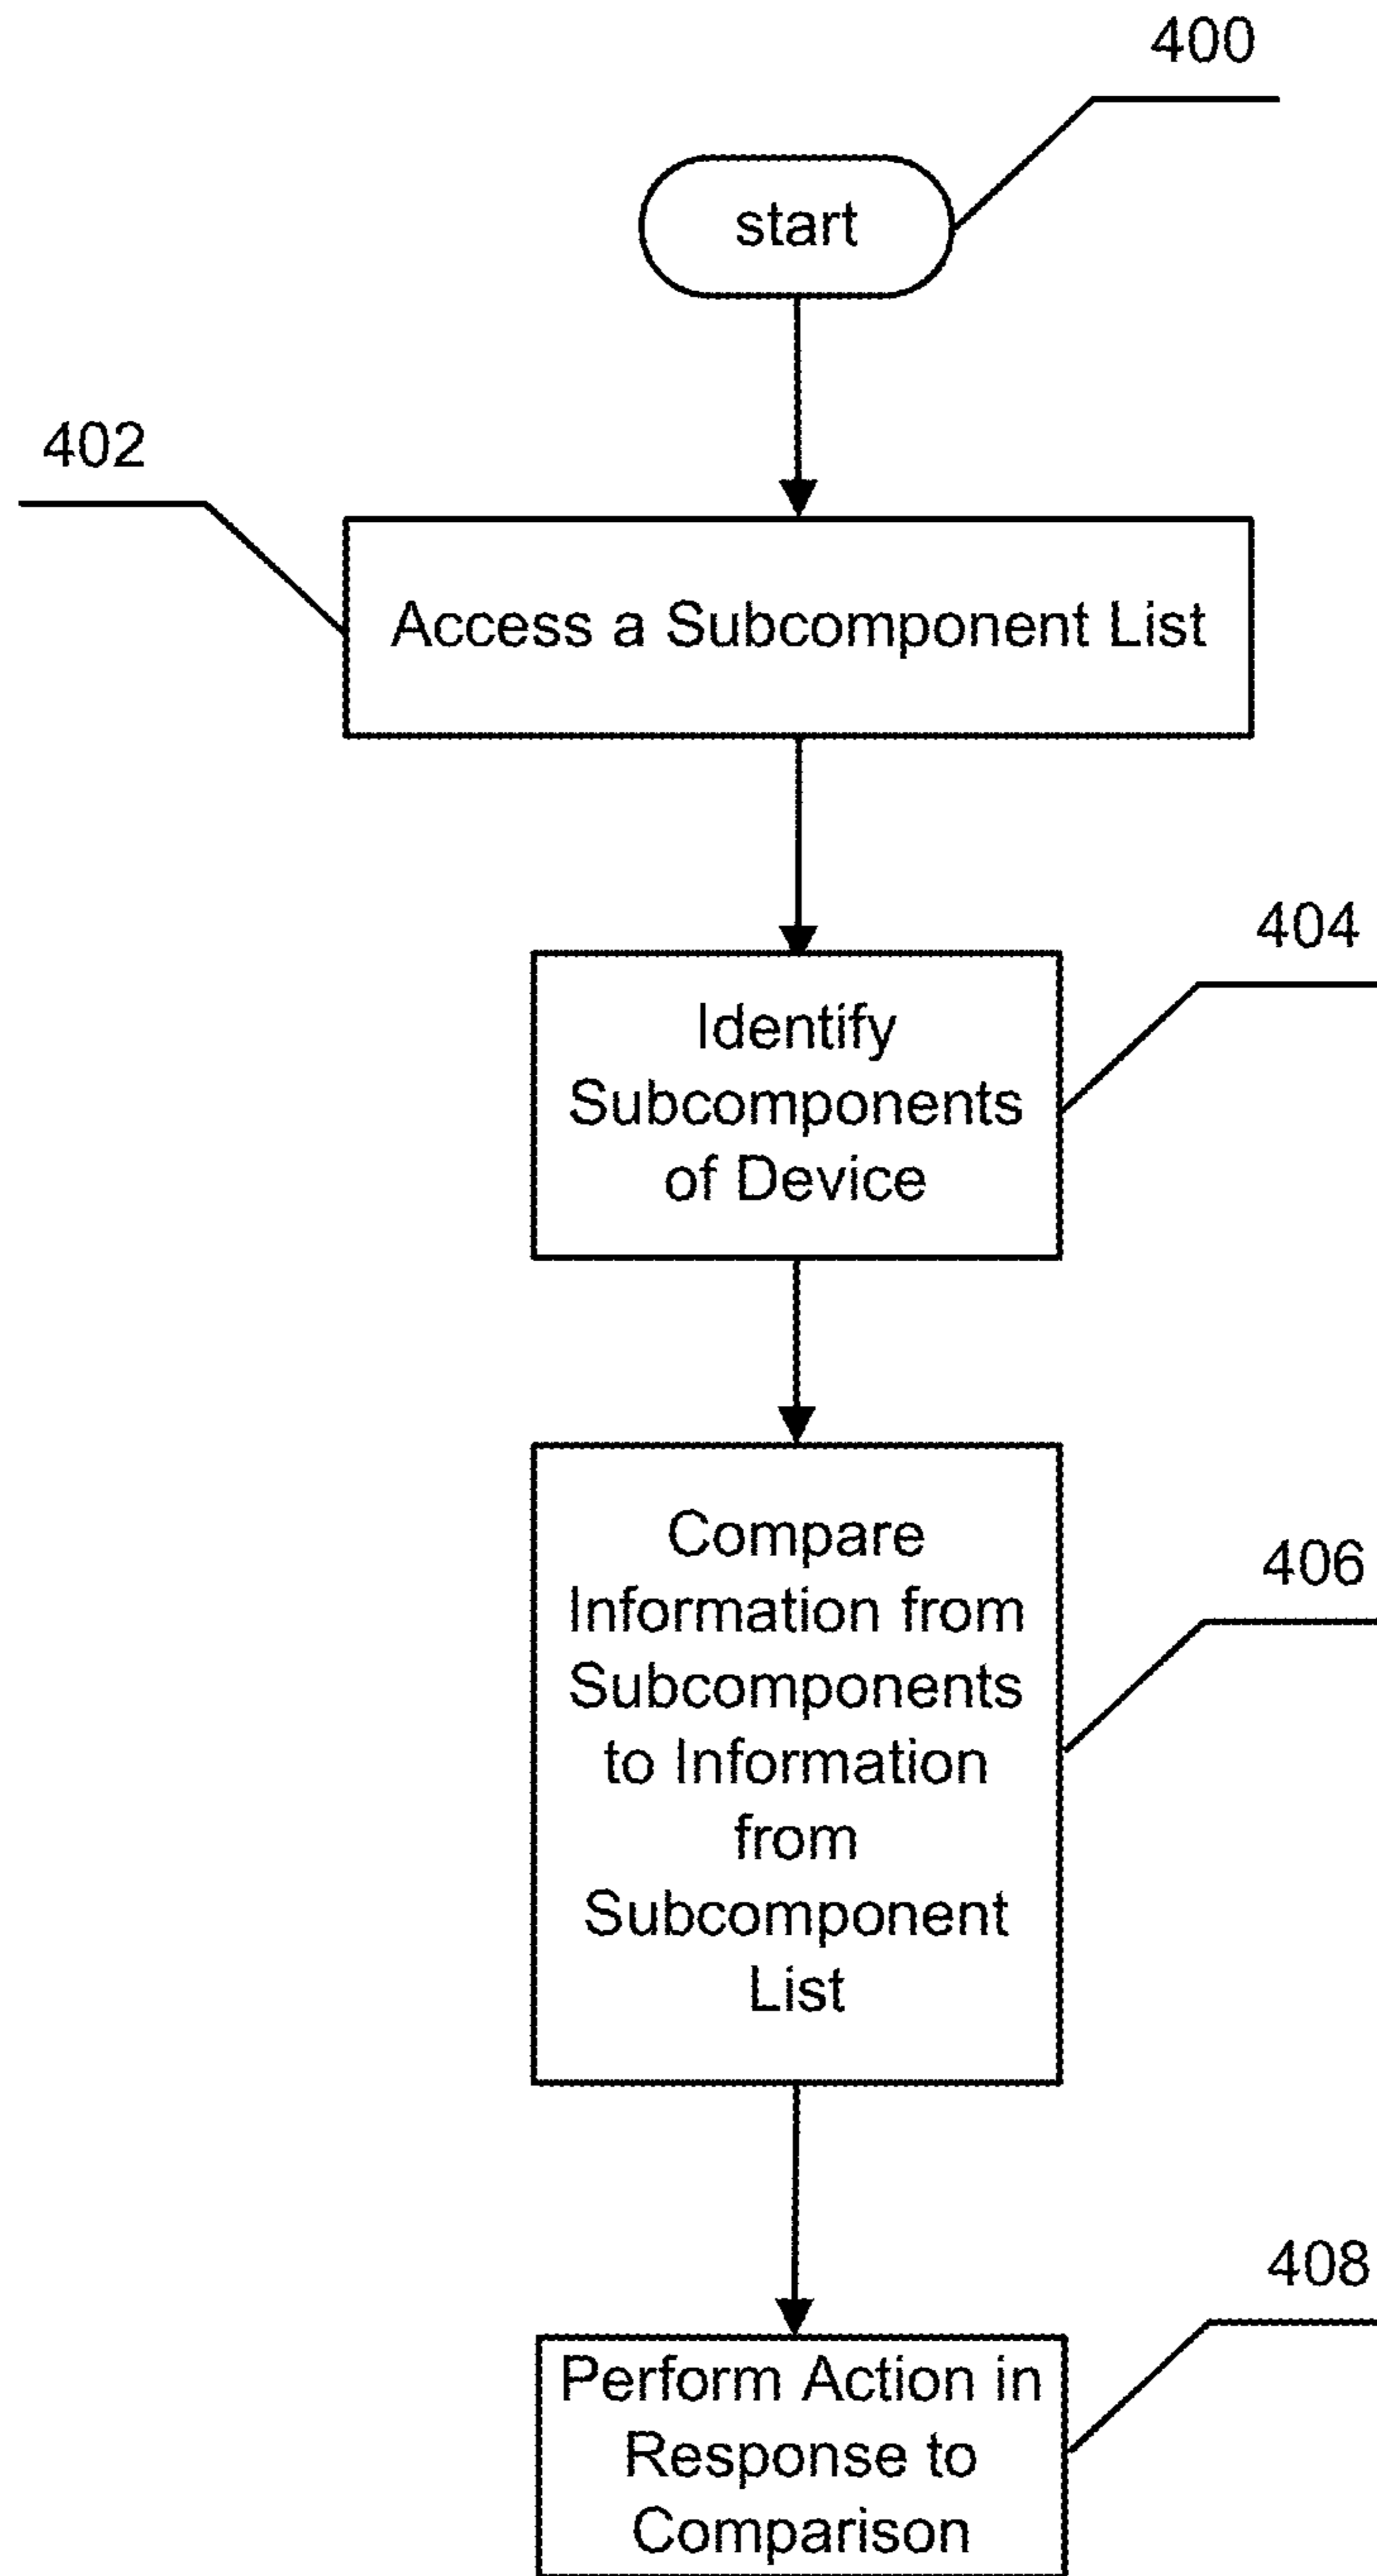 400
start
402
Access a Subcomponent List
404
Identify
Subcomponents
of Device
406
Compare
Information from
Subcomponents
to Information
from
Subcomponent
List
408
Perform Action in
Response to
Comparison